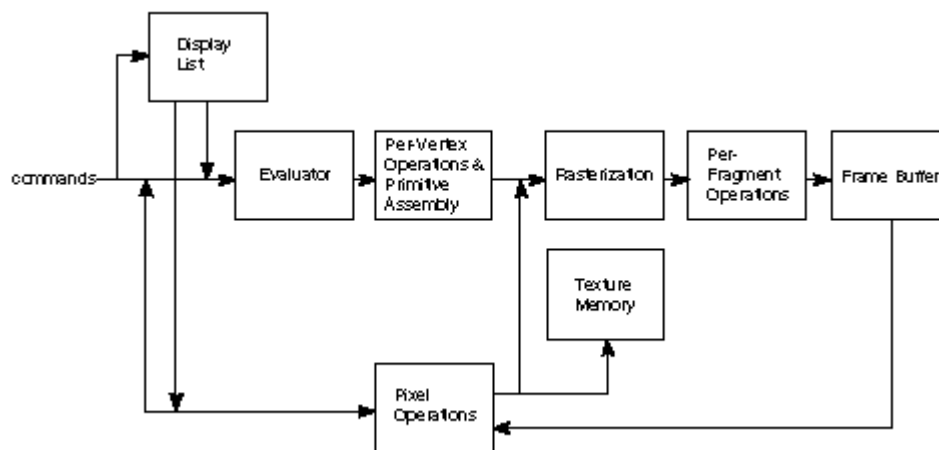 Display
List
commands
Evaluator
Per-Vertex
Operations &
Primitive
Assembly
Rasterization
Per-
Fragment
Operations
Frame Buffer
Texture
Memory
Pixel
Operations